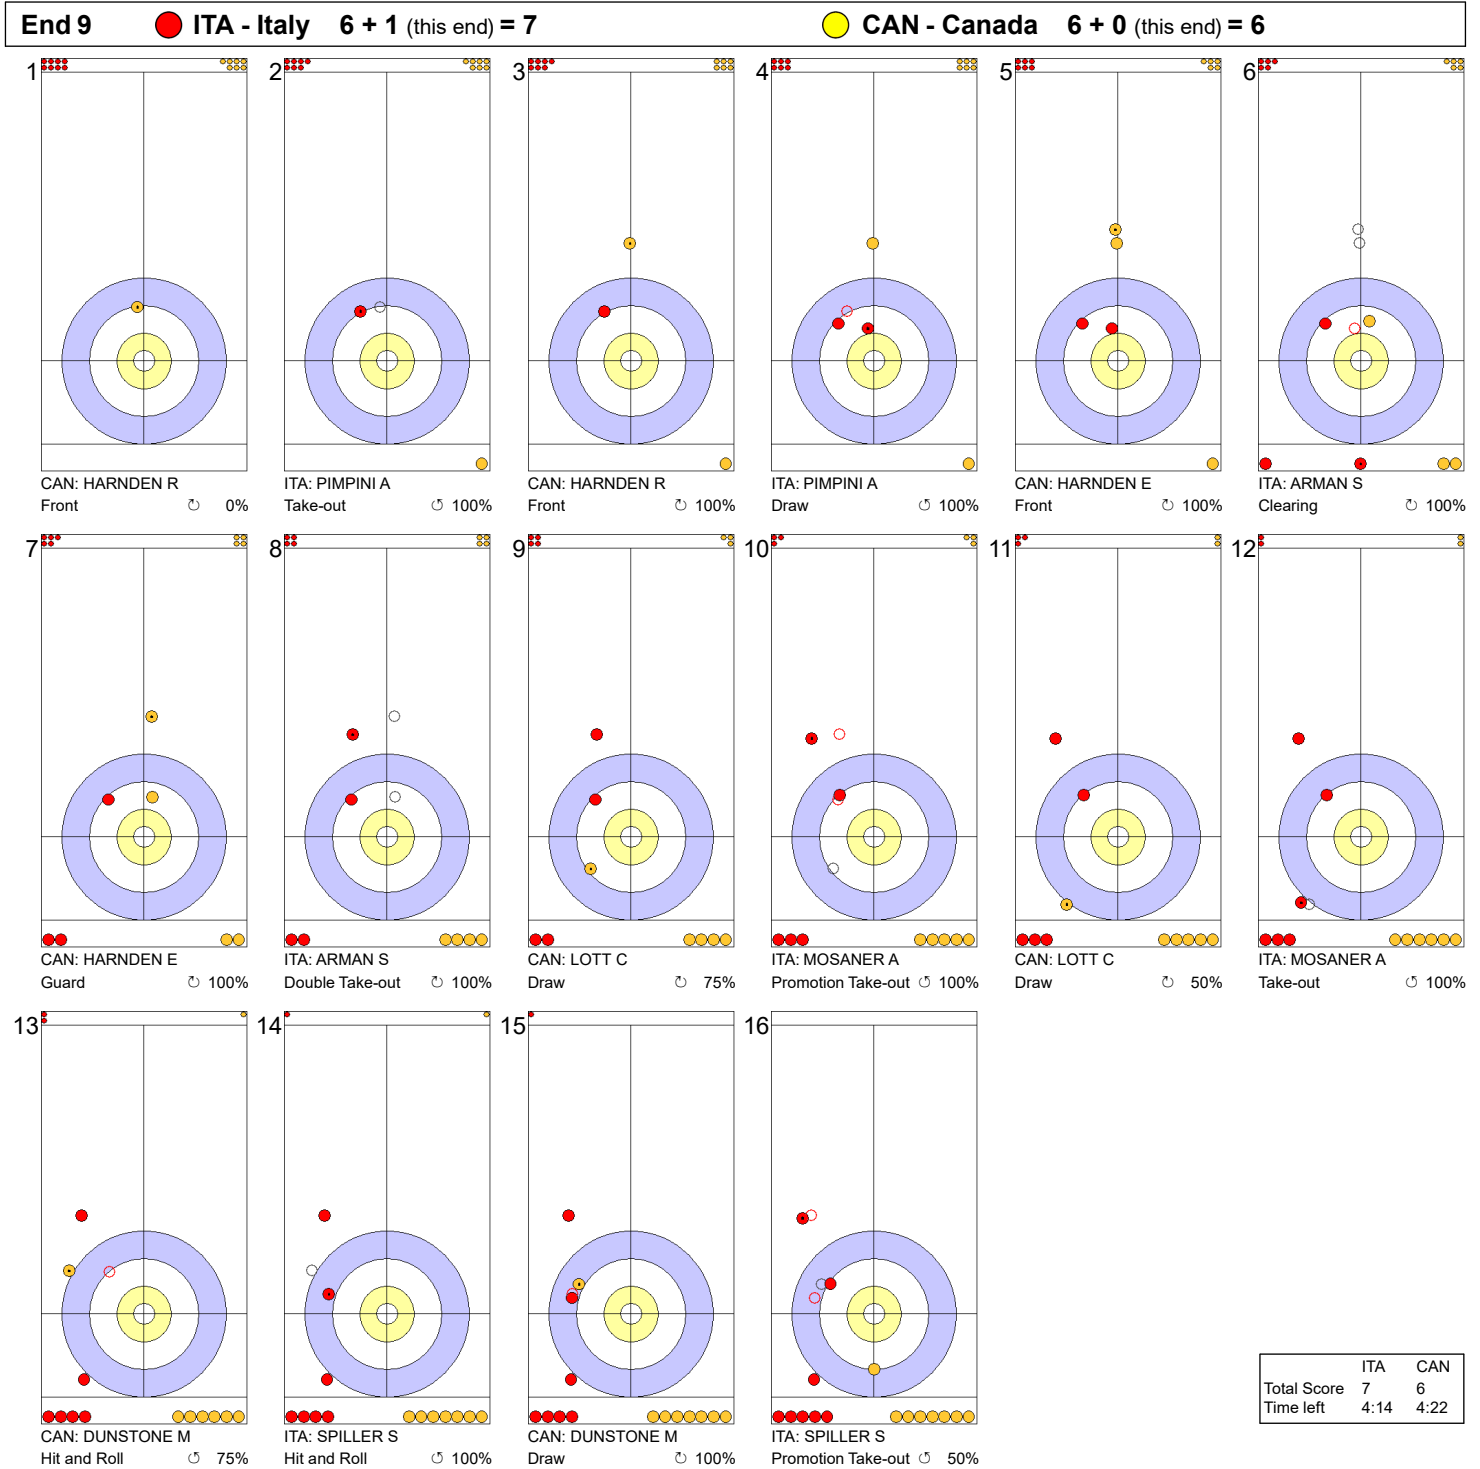 End 9 ITA - Italy 6 + 1 (this end) = 7 CAN - Canada 6 + 0 (this end) = 6
1 2 3 4 5 6
CAN: HARNDEN R ITA: PIMPINI A CAN: HARNDEN R ITA: PIMPINI A CAN: HARNDEN E ITA: ARMAN S
Front ↻ 0% Take-out ↺ 100% Front ↻ 100% Draw ↺ 100% Front ↻ 100% Clearing ↻ 100%
7 8 9 10 11 12
CAN: HARNDEN E ITA: ARMAN S CAN: LOTT C ITA: MOSANER A CAN: LOTT C ITA: MOSANER A
Guard ↻ 100% Double Take-out ↻ 100% Draw ↻ 75% Promotion Take-out ↺ 100% Draw ↻ 50% Take-out ↻ 100%
13 14 15 16
CAN: DUNSTONE M ITA: SPILLER S CAN: DUNSTONE M ITA: SPILLER S
Hit and Roll ↺ 75% Hit and Roll ↺ 100% Draw ↻ 100% Promotion Take-out ↺ 50%
ITA CAN
Total Score 7 6
Time left 4:14 4:22